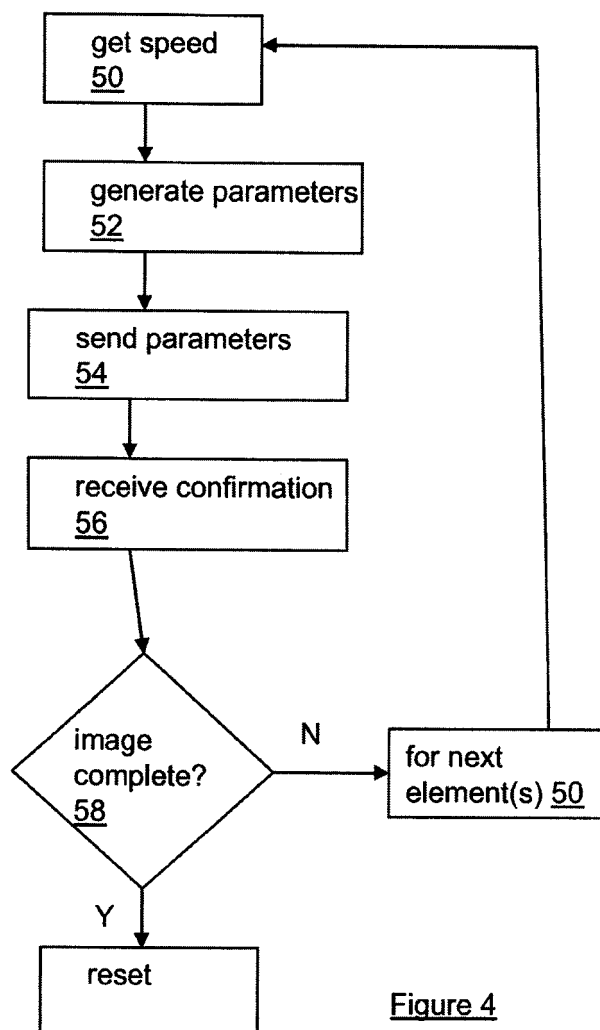 get speed
50
generate parameters
52
send parameters
54
receive confirmation
56
image
complete?
58
N
for next
element(s) 50
Y
reset
Figure 4